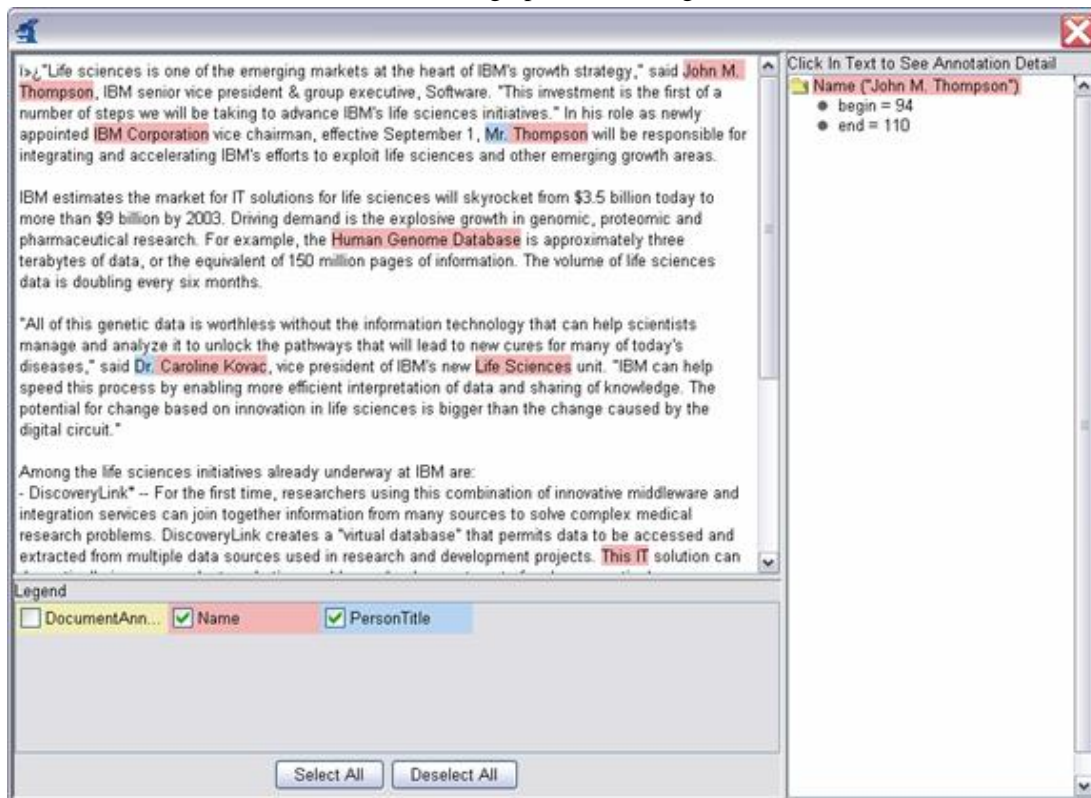 ï»¿"Life sciences is one of the emerging markets at the heart of IBM's growth strategy," said John M.
Thompson, IBM senior vice president & group executive, Software. "This investment is the first of a
number of steps we will be taking to advance IBM's life sciences initiatives." In his role as newly
appointed IBM Corporation vice chairman, effective September 1, Mr. Thompson will be responsible for
integrating and accelerating IBM's efforts to exploit life sciences and other emerging growth areas.
IBM estimates the market for IT solutions for life sciences will skyrocket from $3.5 billion today to
more than $9 billion by 2003. Driving demand is the explosive growth in genomic, proteomic and
pharmaceutical research. For example, the Human Genome Database is approximately three
terabytes of data, or the equivalent of 150 million pages of information. The volume of life sciences
data is doubling every six months.
"All of this genetic data is worthless without the information technology that can help scientists
manage and analyze it to unlock the pathways that will lead to new cures for many of today's
diseases," said Dr. Caroline Kovac, vice president of IBM's new Life Sciences unit. "IBM can help
speed this process by enabling more efficient interpretation of data and sharing of knowledge. The
potential for change based on innovation in life sciences is bigger than the change caused by the
digital circuit."
Among the life sciences initiatives already underway at IBM are:
- DiscoveryLink* -- For the first time, researchers using this combination of innovative middleware and
integration services can join together information from many sources to solve complex medical
research problems. DiscoveryLink creates a "virtual database" that permits data to be accessed and
extracted from multiple data sources used in research and development projects. This IT solution can
Click In Text to See Annotation Detail
Name ("John M. Thompson")
begin = 94
end = 110
Legend
DocumentAnn... Name PersonTitle
Select All Deselect All